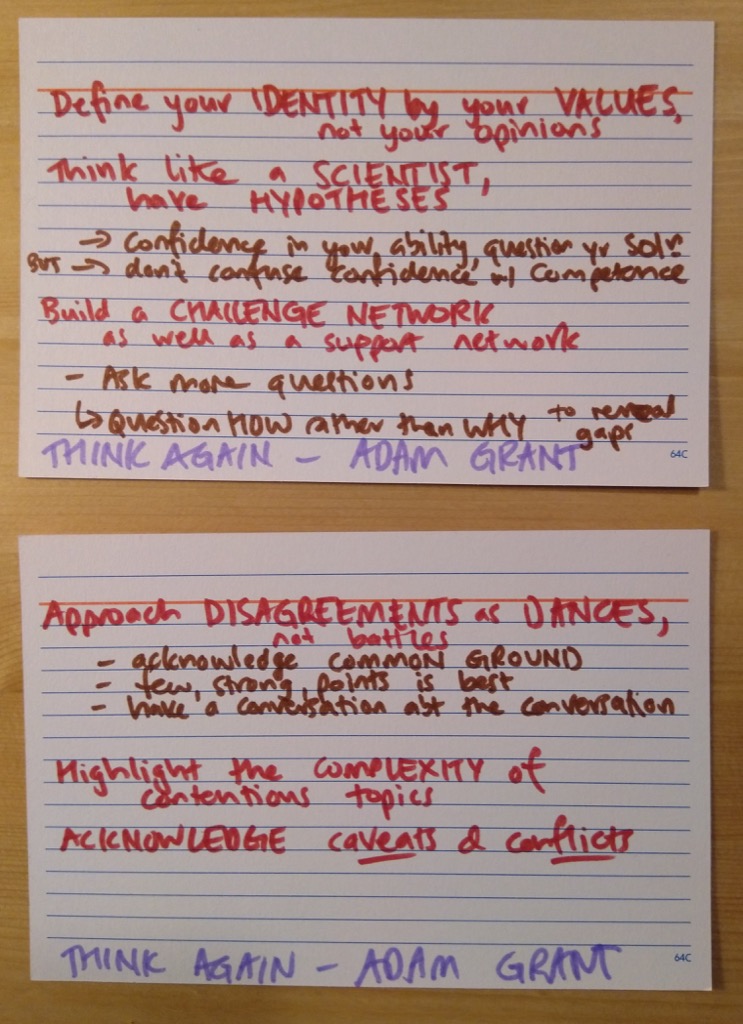 Define your IDENTITY by your VALUES,
not your opinions
Think like a SCIENTIST,
have HYPOTHESES
→ Confidence in your ability, question yr soln
BUT → don't confuse confidence w/ competence
Build a CHALLENGE NETWORK
as well as a support network
- Ask more questions
↳ Question HOW rather than WHY to reveal
gaps
THINK AGAIN - ADAM GRANT
64C
Approach DISAGREEMENTS as DANCES,
not battles
- acknowledge COMMON GROUND
- few, strong, points is best
- have a conversation abt the conversation
Highlight the COMPLEXITY of
contentious topics
ACKNOWLEDGE caveats & conflicts
THINK AGAIN - ADAM GRANT
64C